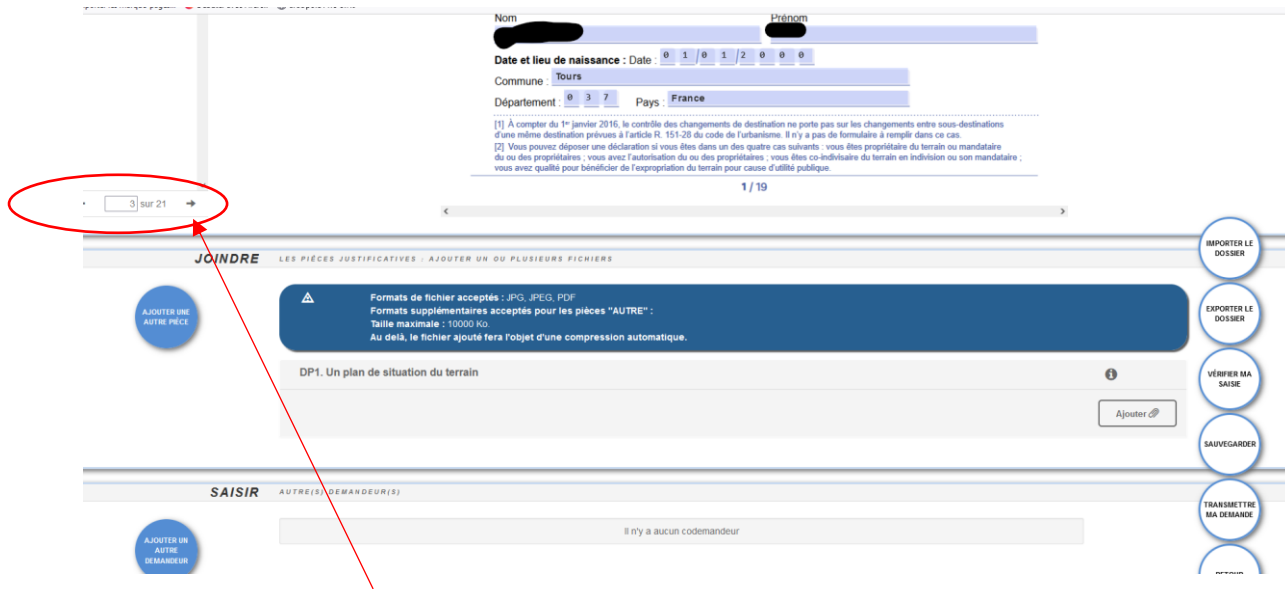 Nom Prénom
Date et lieu de naissance : Date : 0 1 / 0 1 / 2 0 0 0
Commune : Tours
Département : 0 3 7 Pays : France
[1] À compter du 1er janvier 2016, le contrôle des changements de destination ne porte pas sur les changements entre sous-destinations
d'une même destination prévues à l'article R. 151-28 du code de l'urbanisme. Il n'y a pas de formulaire à remplir dans ce cas.
[2] Vous pouvez déposer une déclaration si vous êtes dans un des quatre cas suivants : vous êtes propriétaire du terrain ou mandataire
du ou des propriétaires ; vous avez l'autorisation du ou des propriétaires ; vous êtes co-indivisaire du terrain en indivision ou son mandataire ;
vous avez qualité pour bénéficier de l'expropriation du terrain pour cause d'utilité publique.
1 / 19
3 sur 21
IMPORTER LE
DOSSIER
JOINDRE LES PIÈCES JUSTIFICATIVES : AJOUTER UN OU PLUSIEURS FICHIERS
AJOUTER UNE
AUTRE PIÈCE
Formats de fichier acceptés : JPG, JPEG, PDF
Formats supplémentaires acceptés pour les pièces "AUTRE" :
Taille maximale : 10000 Ko.
Au delà, le fichier ajouté fera l'objet d'une compression automatique.
EXPORTER LE
DOSSIER
DP1. Un plan de situation du terrain
VÉRIFIER MA
SAISIE
Ajouter
SAUVEGARDER
SAISIR AUTRE(S) DEMANDEUR(S)
TRANSMETTRE
MA DEMANDE
Il n'y a aucun codemandeur
AJOUTER UN
AUTRE
DEMANDEUR